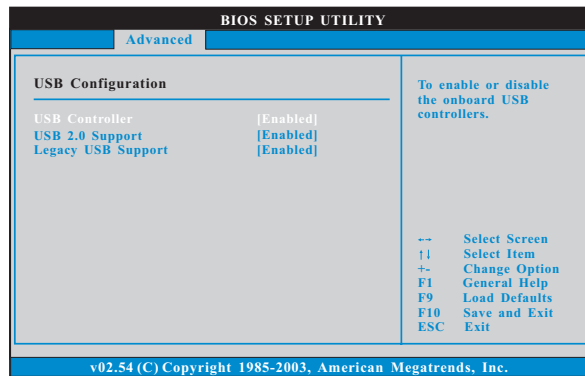 BIOS SETUP UTILITY
Advanced
USB Configuration
USB Controller [Enabled]
USB 2.0 Support [Enabled]
Legacy USB Support [Enabled]
To enable or disable
the onboard USB
controllers.
←→ Select Screen
↑↓ Select Item
+- Change Option
F1 General Help
F9 Load Defaults
F10 Save and Exit
ESC Exit
v02.54 (C) Copyright 1985-2003, American Megatrends, Inc.